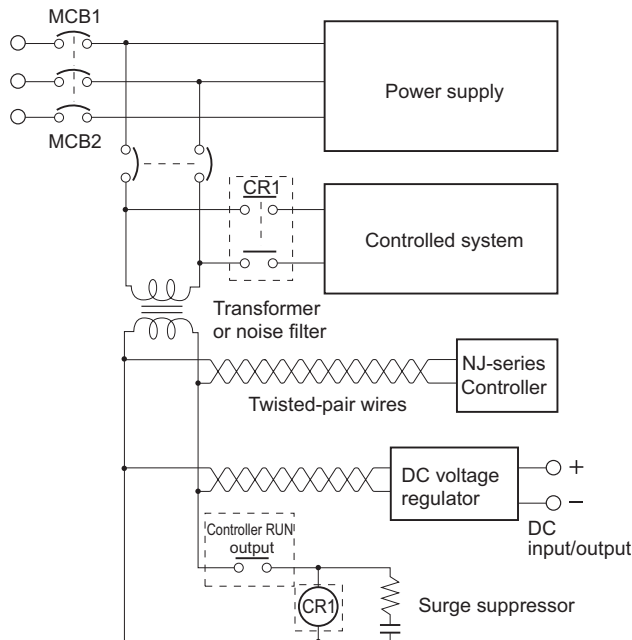 MCB1
Power supply
MCB2
CR1
Controlled system
Transformer
or noise filter
NJ-series
Controller
Twisted-pair wires
DC voltage
regulator
+
−
DC
input/output
Controller RUN
output
CR1
Surge suppressor